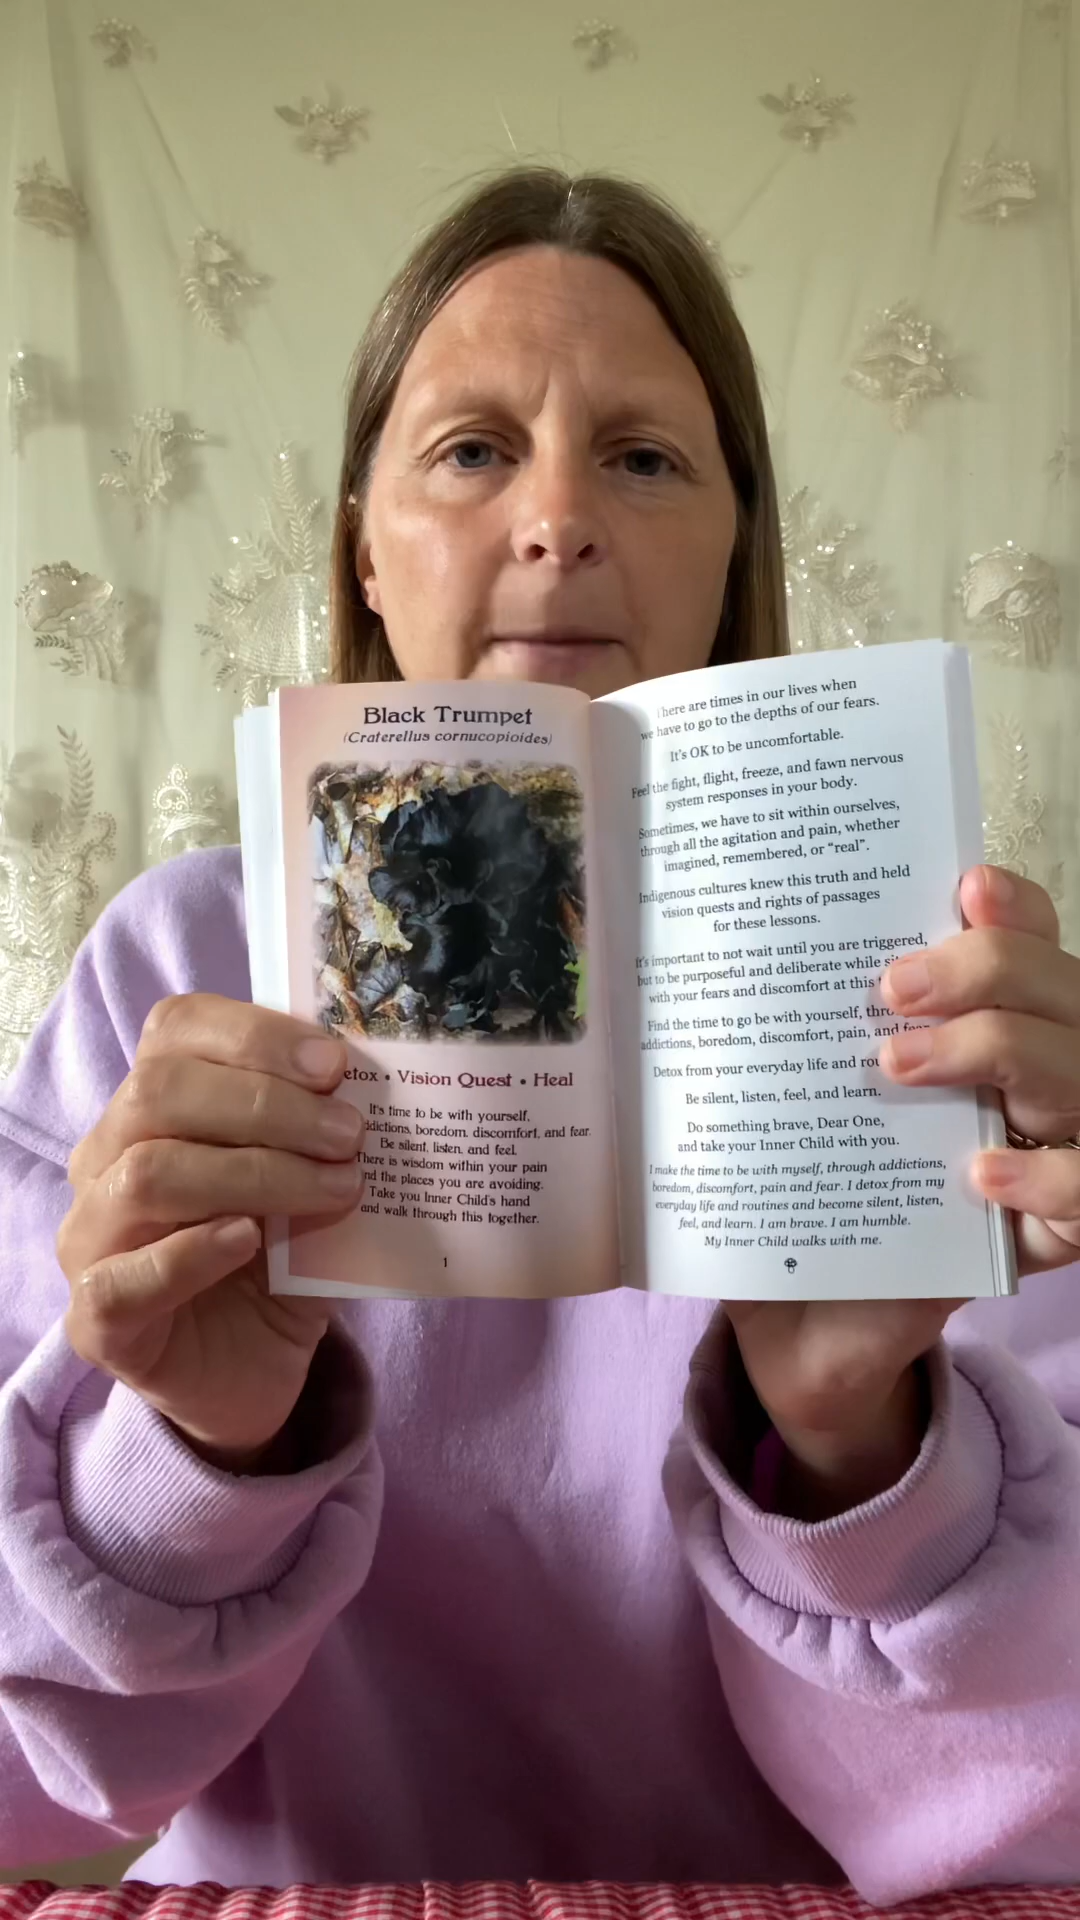 Black Trumpet
(Craterellus cornucopioides)
• Vision Quest • Heal
It's time to be with yourself,
boredom, discomfort, and fear.
Be silent, listen, and feel.
There is wisdom within your pain
the places you are avoiding.
Take you Inner Child's hand
and walk through this together.
1
There are times in our lives when
we have to go to the depths of our fears.
It's OK to be uncomfortable.
Feel the fight, flight, freeze, and fawn nervous
system responses in your body.
Sometimes, we have to sit within ourselves,
through all the agitation and pain, whether
imagined, remembered, or “real”.
Indigenous cultures knew this truth and held
vision quests and rights of passages
for these lessons.
It's important to not wait until you are triggered,
but to be purposeful and deliberate while
with your fears and discomfort at this
Find the time to go be with yourself,
addictions, boredom, discomfort, pain, and
Detox from your everyday life and
Be silent, listen, feel, and learn.
Do something brave, Dear One,
and take your Inner Child with you.
I make the time to be with myself, through addictions,
boredom, discomfort, pain and fear. I detox from my
everyday life and routines and become silent, listen,
feel, and learn. I am brave. I am humble.
My Inner Child walks with me.